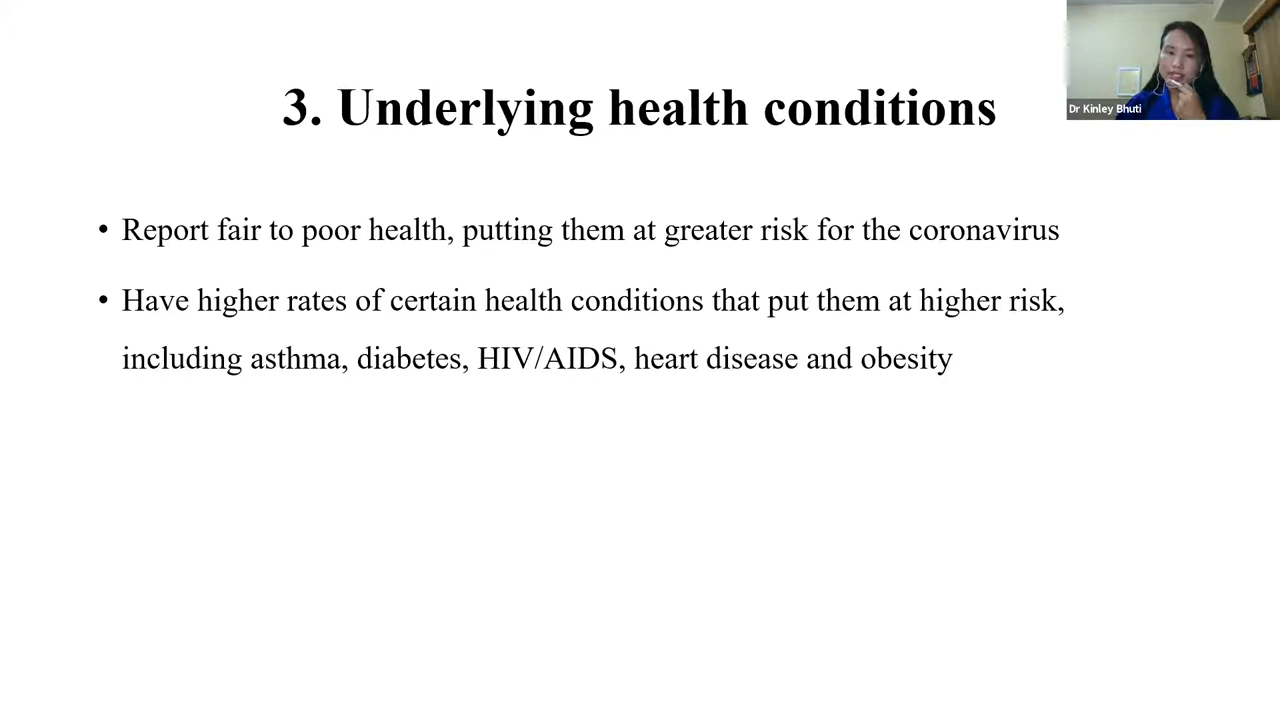 3. Underlying health conditions
Dr Kinley Bhuti
• Report fair to poor health, putting them at greater risk for the coronavirus
• Have higher rates of certain health conditions that put them at higher risk,
including asthma, diabetes, HIV/AIDS, heart disease and obesity